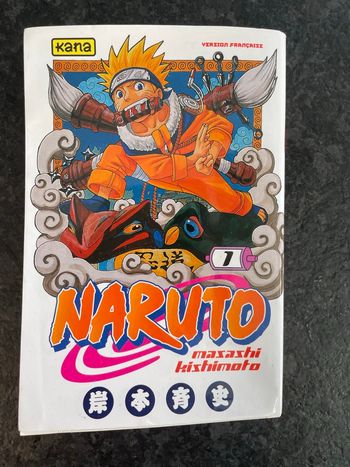 KANA
VERSION FRANÇAISE
1
NARUTO
masashi
kishimoto
岸本斉史